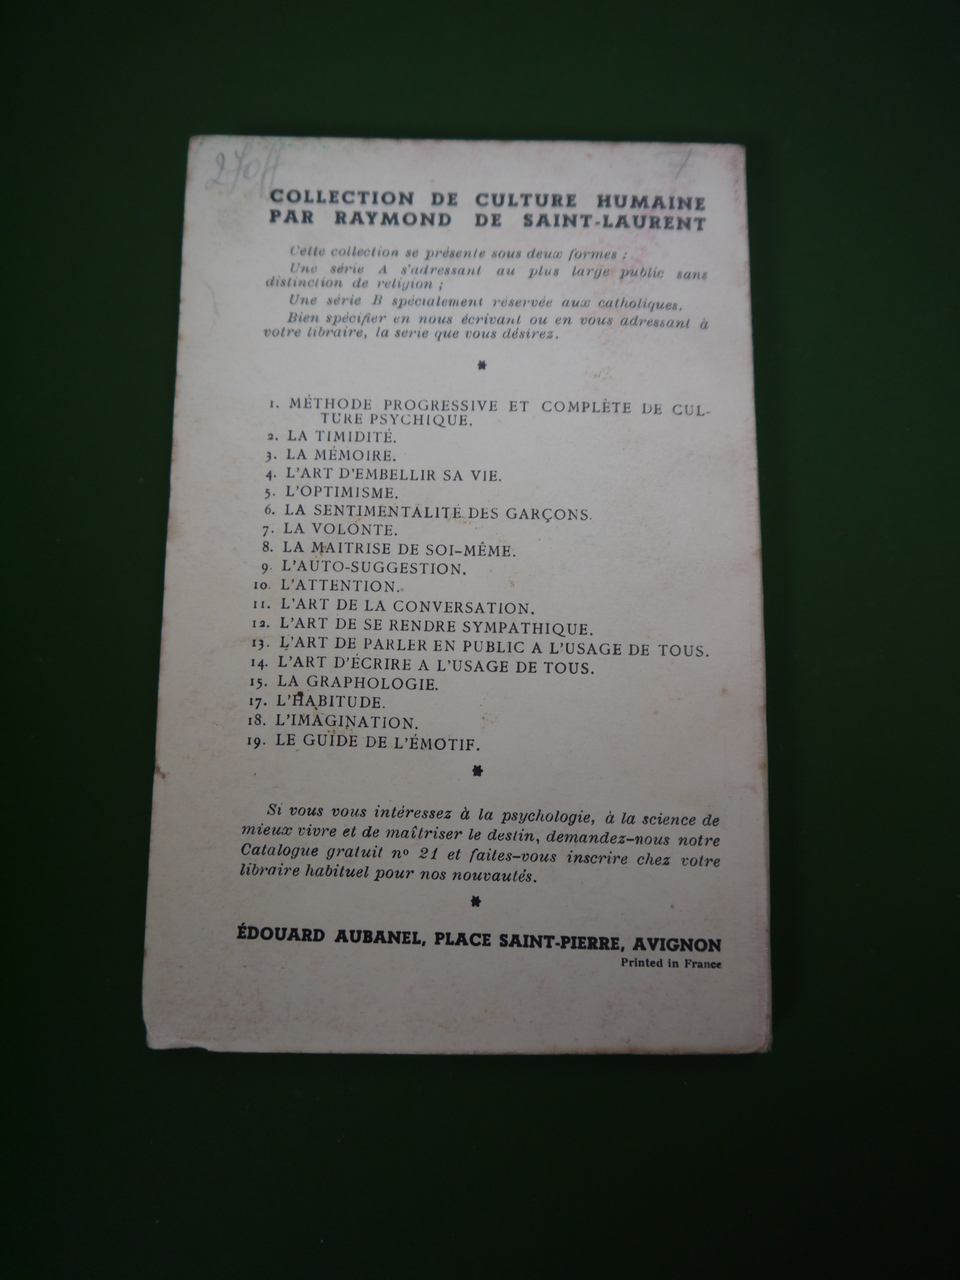 COLLECTION DE CULTURE HUMAINE
PAR RAYMOND DE SAINT-LAURENT
Cette collection se présente sous deux formes :
Une série A s'adressant au plus large public sans
distinction de religion ;
Une série B spécialement réservée aux catholiques.
Bien spécifier en nous écrivant ou en vous adressant à
votre libraire, la série que vous désirez.
*
1. MÉTHODE PROGRESSIVE ET COMPLÈTE DE CUL-
TURE PSYCHIQUE.
2. LA TIMIDITÉ.
3. LA MÉMOIRE.
4. L'ART D'EMBELLIR SA VIE.
5. L'OPTIMISME.
6. LA SENTIMENTALITÉ DES GARÇONS.
7. LA VOLONTE.
8. LA MAITRISE DE SOI-MÊME.
9. L'AUTO-SUGGESTION.
10. L'ATTENTION.
11. L'ART DE LA CONVERSATION.
12. L'ART DE SE RENDRE SYMPATHIQUE.
13. L'ART DE PARLER EN PUBLIC A L'USAGE DE TOUS.
14. L'ART D'ÉCRIRE A L'USAGE DE TOUS.
15. LA GRAPHOLOGIE.
17. L'HABITUDE.
18. L'IMAGINATION.
19. LE GUIDE DE L'ÉMOTIF.
*
Si vous vous intéressez à la psychologie, à la science de
mieux vivre et de maîtriser le destin, demandez-nous notre
Catalogue gratuit nº 21 et faites-vous inscrire chez votre
libraire habituel pour nos nouvautés.
*
ÉDOUARD AUBANEL, PLACE SAINT-PIERRE, AVIGNON
Printed in France